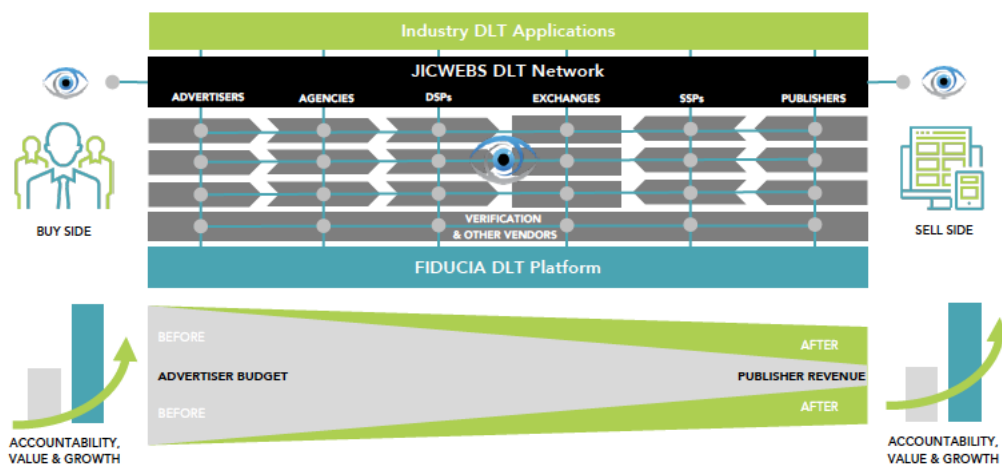 Industry DLT Applications
JICWEBS DLT Network
ADVERTISERS
AGENCIES
DSPs
EXCHANGES
SSPs
PUBLISHERS
BUY SIDE
SELL SIDE
VERIFICATION
& OTHER VENDORS
FIDUCIA DLT Platform
BEFORE
AFTER
ADVERTISER BUDGET
PUBLISHER REVENUE
BEFORE
AFTER
ACCOUNTABILITY,
VALUE & GROWTH
ACCOUNTABILITY,
VALUE & GROWTH